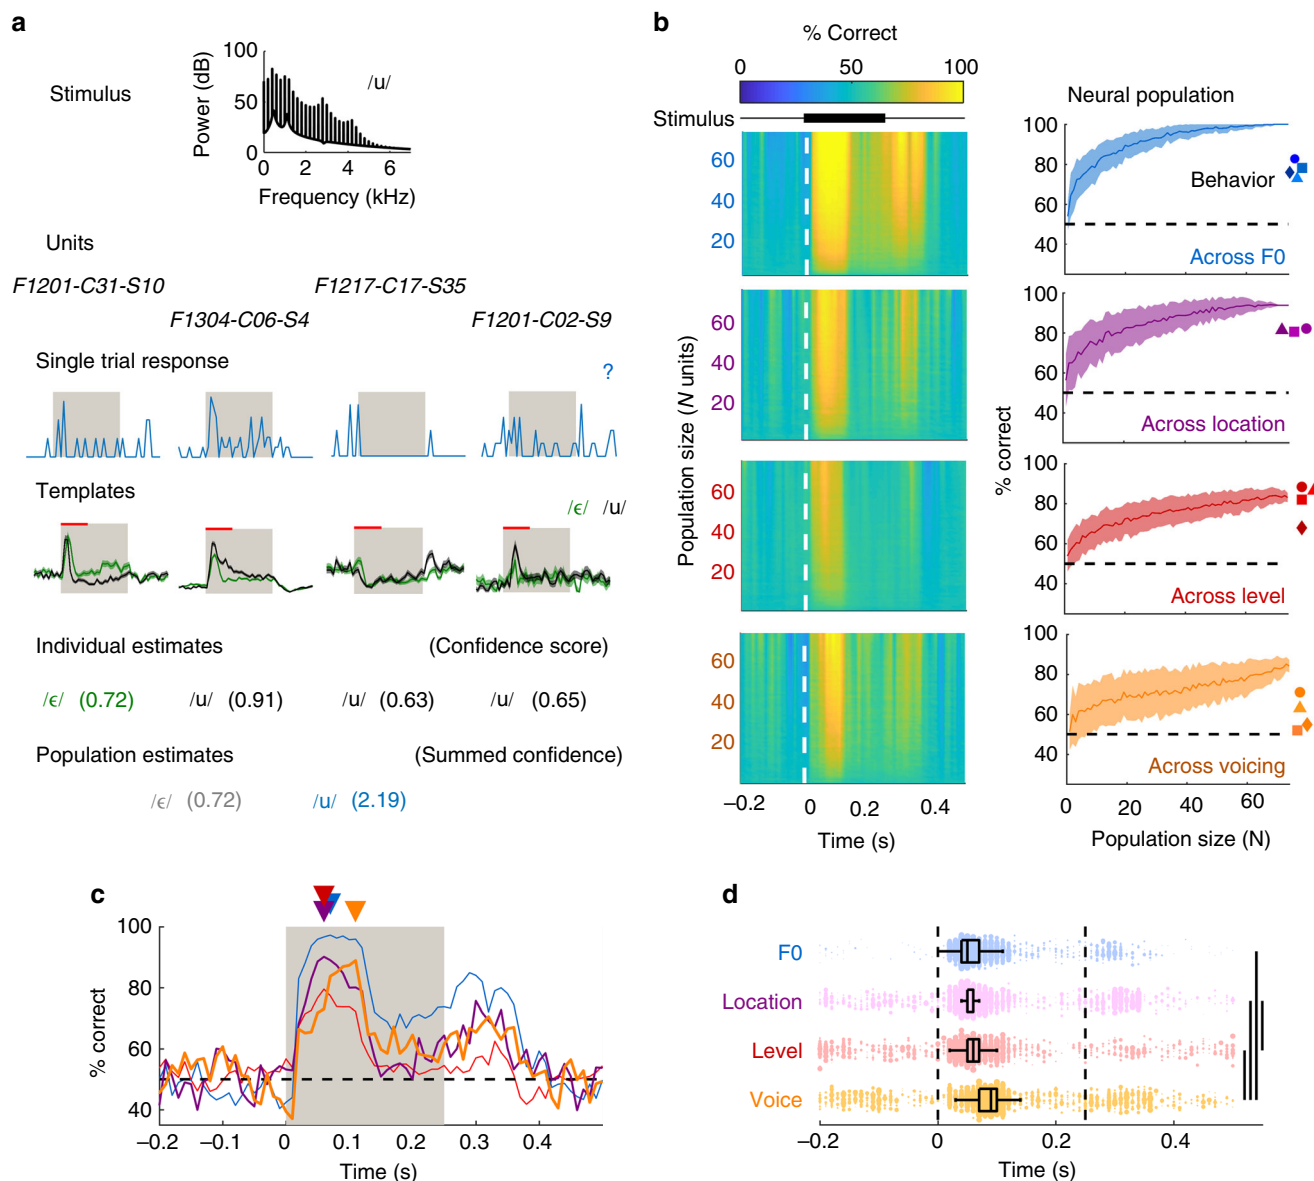 a
Stimulus
Power (dB)
100
50
0
/u/
0 2 4 6
Frequency (kHz)
Units
F1201-C31-S10
F1304-C06-S4
F1217-C17-S35
F1201-C02-S9
Single trial response
?
Templates
/ϵ/ /u/
Individual estimates (Confidence score)
/ϵ/ (0.72) /u/ (0.91) /u/ (0.63) /u/ (0.65)
Population estimates (Summed confidence)
/ϵ/ (0.72) /u/ (2.19)
b
% Correct
0 50 100
Stimulus
Population size (N units)
60
40
20
60
40
20
60
40
20
60
40
20
–0.2 0 0.2 0.4
Time (s)
Neural population
% correct
100
80
60
40
Behavior
Across F0
100
80
60
40
Across location
100
80
60
40
Across level
100
80
60
40
Across voicing
0 20 40 60
Population size (N)
c
% correct
100
80
60
40
–0.2 –0.1 0 0.1 0.2 0.3 0.4
Time (s)
d
F0
Location
Level
Voice
–0.2 0 0.2 0.4
Time (s)